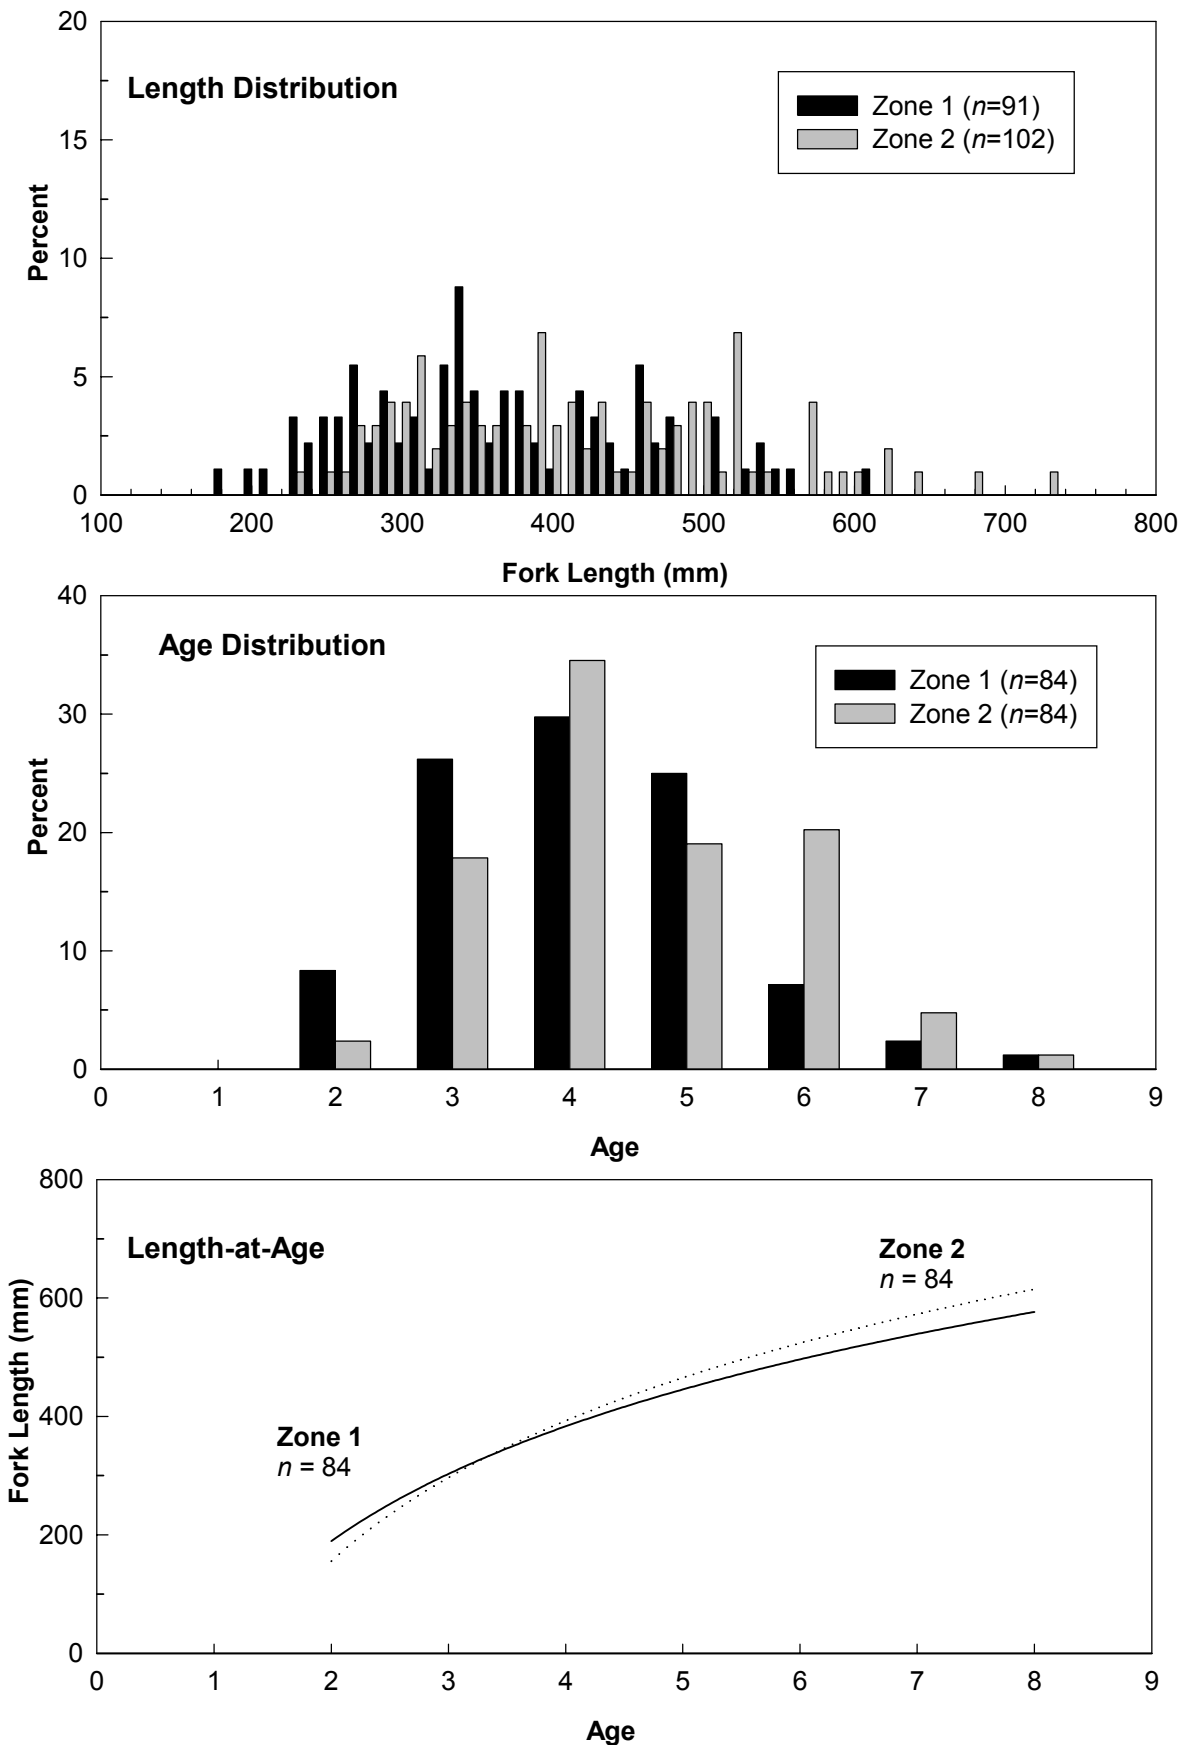 20
Length Distribution
Zone 1 (n=91)
Zone 2 (n=102)
15
Percent
10
5
0
100 200 300 400 500 600 700 800
Fork Length (mm)
40
Age Distribution
Zone 1 (n=84)
Zone 2 (n=84)
30
Percent
20
10
0
0 1 2 3 4 5 6 7 8 9
Age
800
Length-at-Age
Zone 2
n = 84
600
Fork Length (mm)
400
Zone 1
n = 84
200
0
0 1 2 3 4 5 6 7 8 9
Age